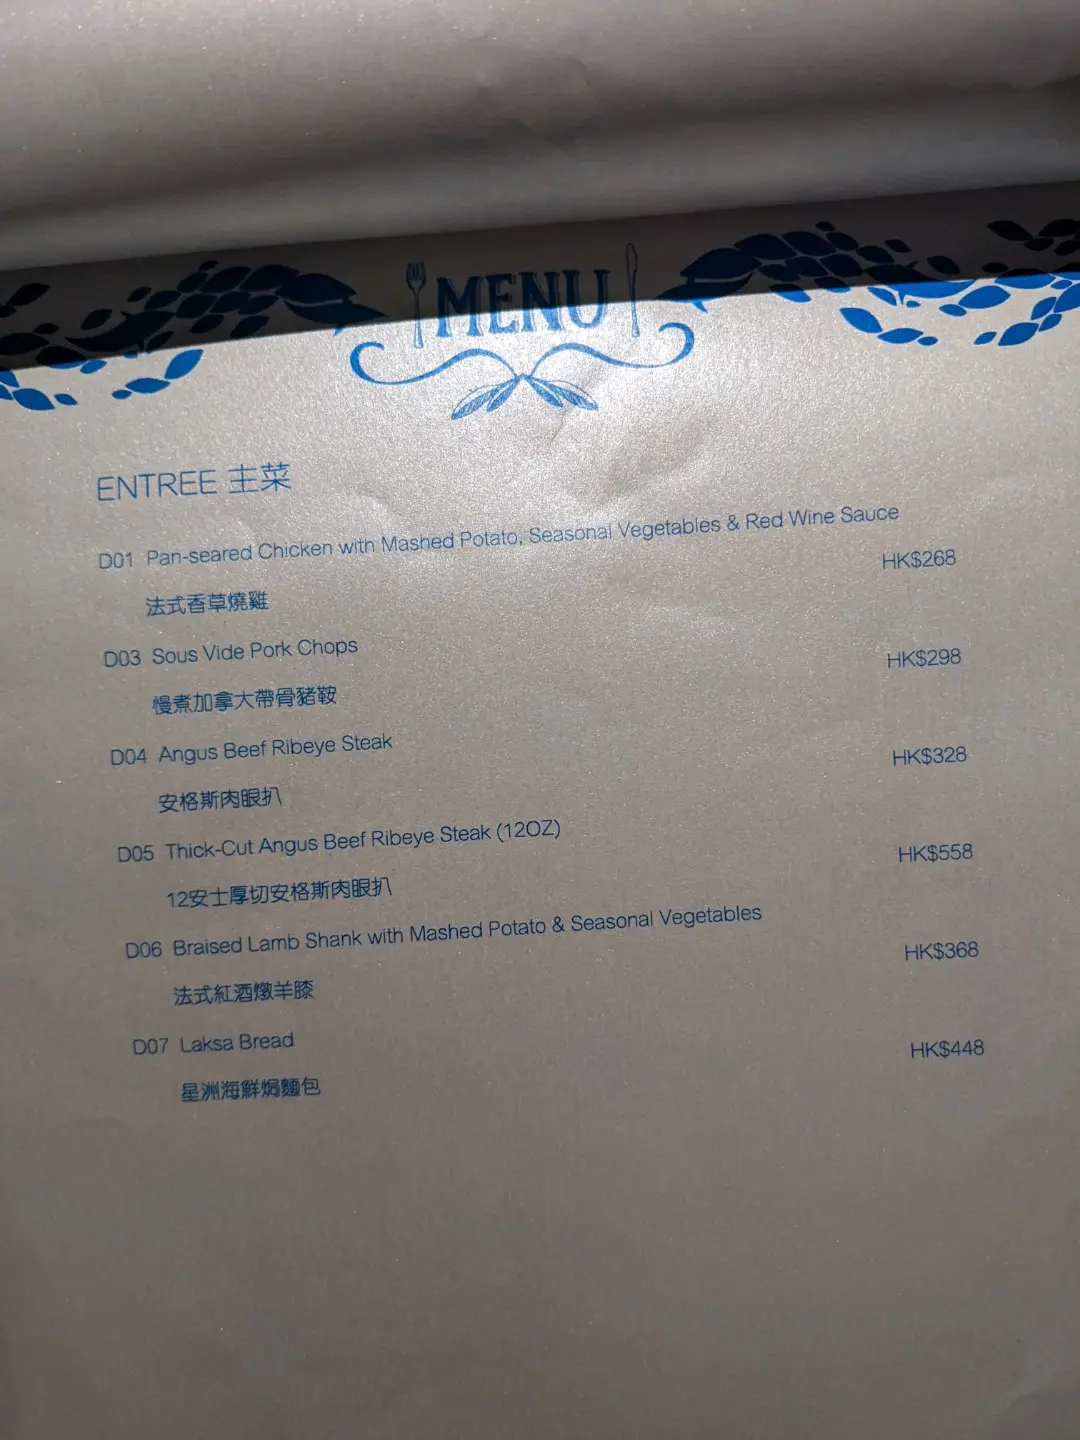 MENU
ENTREE 主菜
D01 Pan-seared Chicken with Mashed Potato, Seasonal Vegetables & Red Wine Sauce
HK$268
法式香草燒雞
D03 Sous Vide Pork Chops
HK$298
慢煮加拿大帶骨豬鞍
D04 Angus Beef Ribeye Steak
HK$328
安格斯肉眼扒
D05 Thick-Cut Angus Beef Ribeye Steak (12OZ)
HK$558
12安士厚切安格斯肉眼扒
D06 Braised Lamb Shank with Mashed Potato & Seasonal Vegetables
HK$368
法式紅酒燉羊膝
D07 Laksa Bread
HK$448
星洲海鮮焗麵包